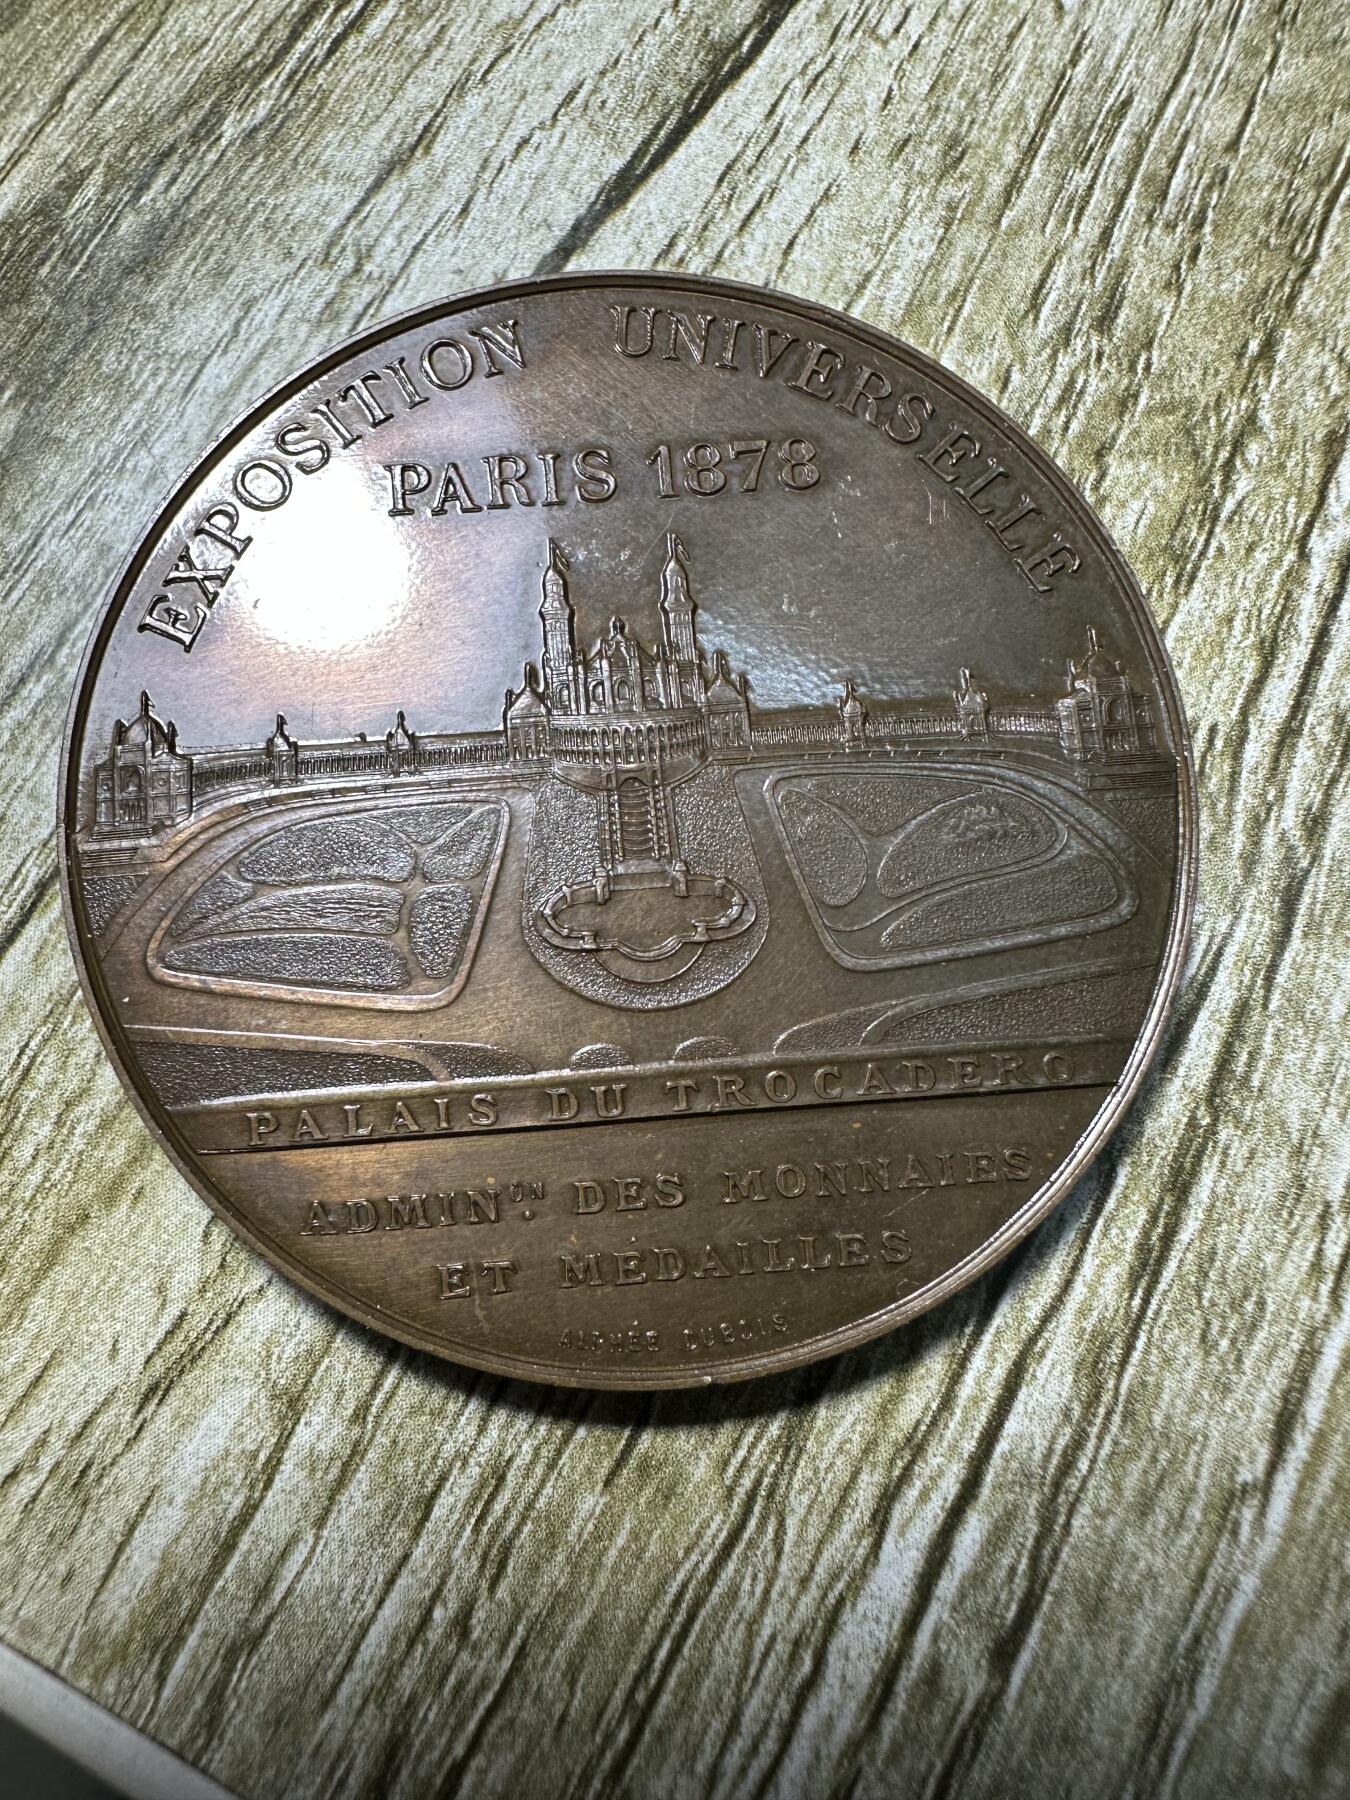 EXPOSITION UNIVERSELLE
PARIS 1878
PALAIS DU TROCADERO
ADMINON. DES MONNAIES
ET MÉDAILLES
ALPHÉE DUBOIS